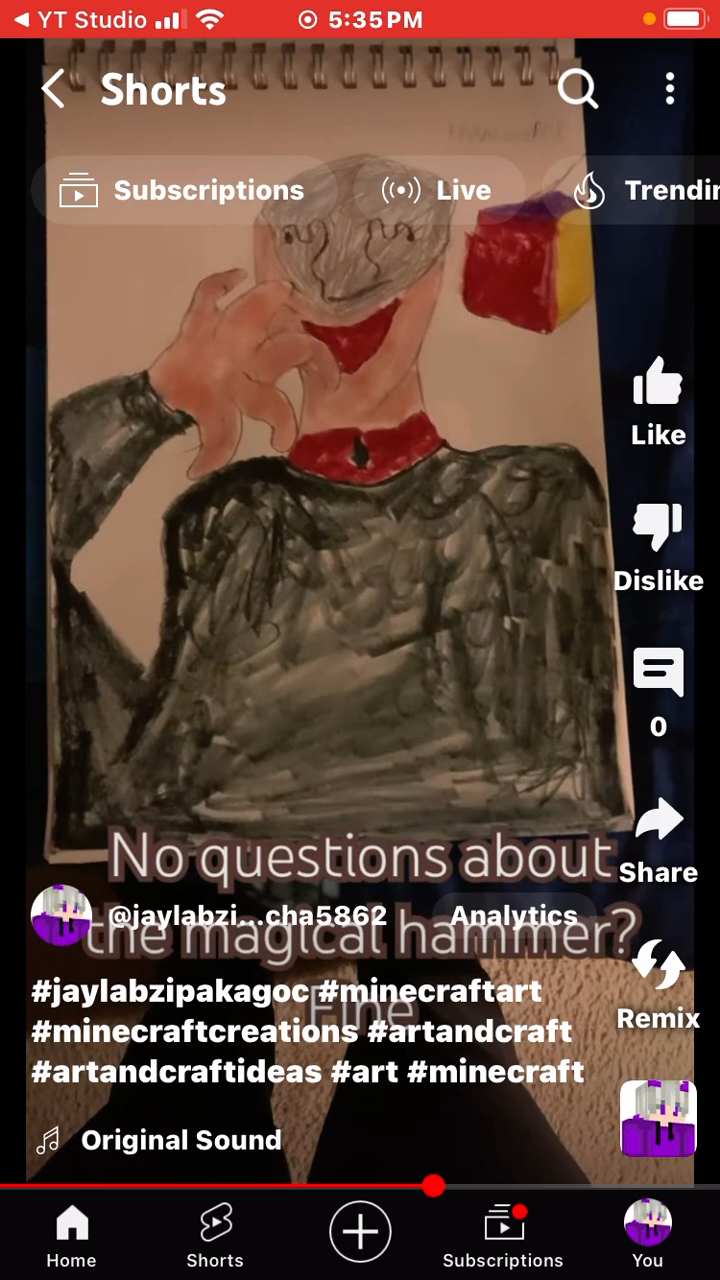 YT Studio
5:35 PM
Shorts
Subscriptions
Live
Trendin
Like
Dislike
0
Share
No questions about
the magical hammer?
Fine
@jaylabzi...cha5862
Analytics
#jaylabzipakagoc #minecraftart
#minecraftcreations #artandcraft
#artandcraftideas #art #minecraft
Remix
Original Sound
Home
Shorts
Subscriptions
You